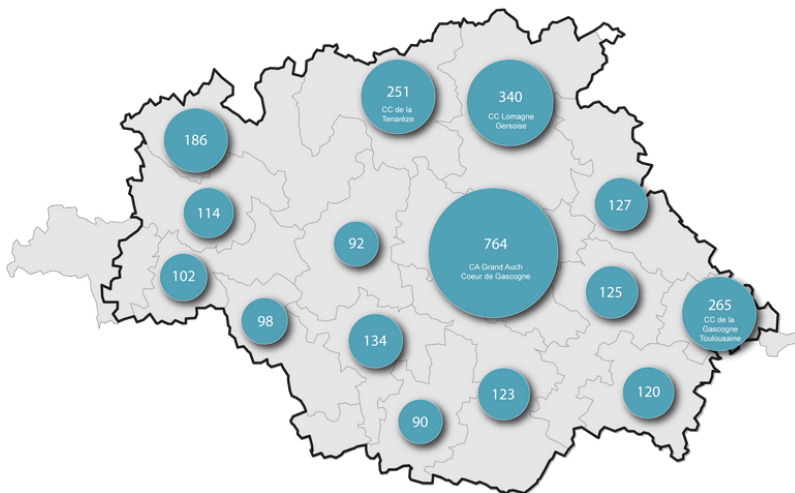 251
CC de la
Tenarèze
340
CC Lomagne
Gersoise
186
114
127
92
764
CA Grand Auch
Coeur de Gascogne
102
125
265
CC de la
Gascogne
Toulousaine
98
134
123
120
90